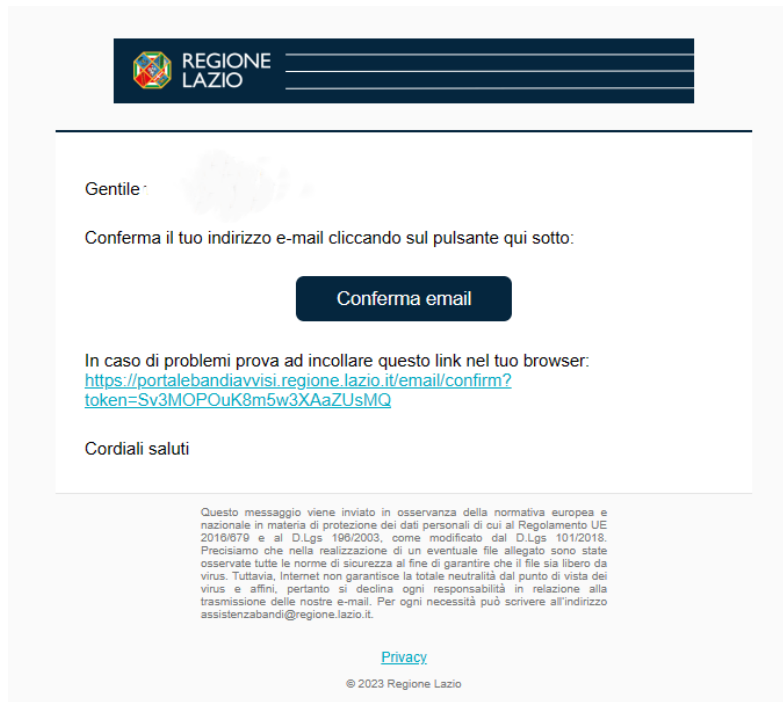 REGIONE
LAZIO
Gentile
Conferma il tuo indirizzo e-mail cliccando sul pulsante qui sotto:
Conferma email
In caso di problemi prova ad incollare questo link nel tuo browser:
https://portalebandiavvisi.regione.lazio.it/email/confirm?
token=Sv3MOPOuK8m5w3XAaZUsMQ
Cordiali saluti
Questo messaggio viene inviato in osservanza della normativa europea e
nazionale in materia di protezione dei dati personali di cui al Regolamento UE
2016/679 e al D.Lgs 196/2003, come modificato dal D.Lgs 101/2018.
Precisiamo che nella realizzazione di un eventuale file allegato sono state
osservate tutte le norme di sicurezza al fine di garantire che il file sia libero da
virus. Tuttavia, Internet non garantisce la totale neutralità dal punto di vista dei
virus e affini, pertanto si declina ogni responsabilità in relazione alla
trasmissione delle nostre e-mail. Per ogni necessità può scrivere all'indirizzo
assistenzabandi@regione.lazio.it.
Privacy
© 2023 Regione Lazio